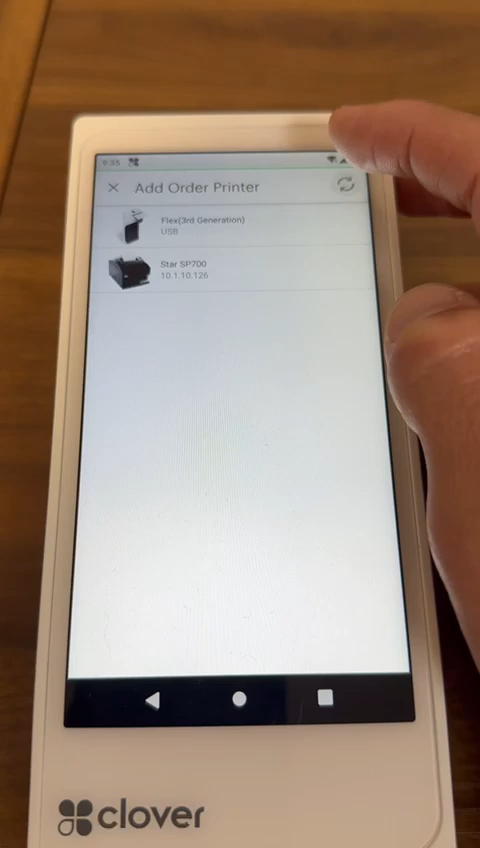 9:35
Add Order Printer
Flex(3rd Generation)
USB
Star SP700
10.1.10.126
clover